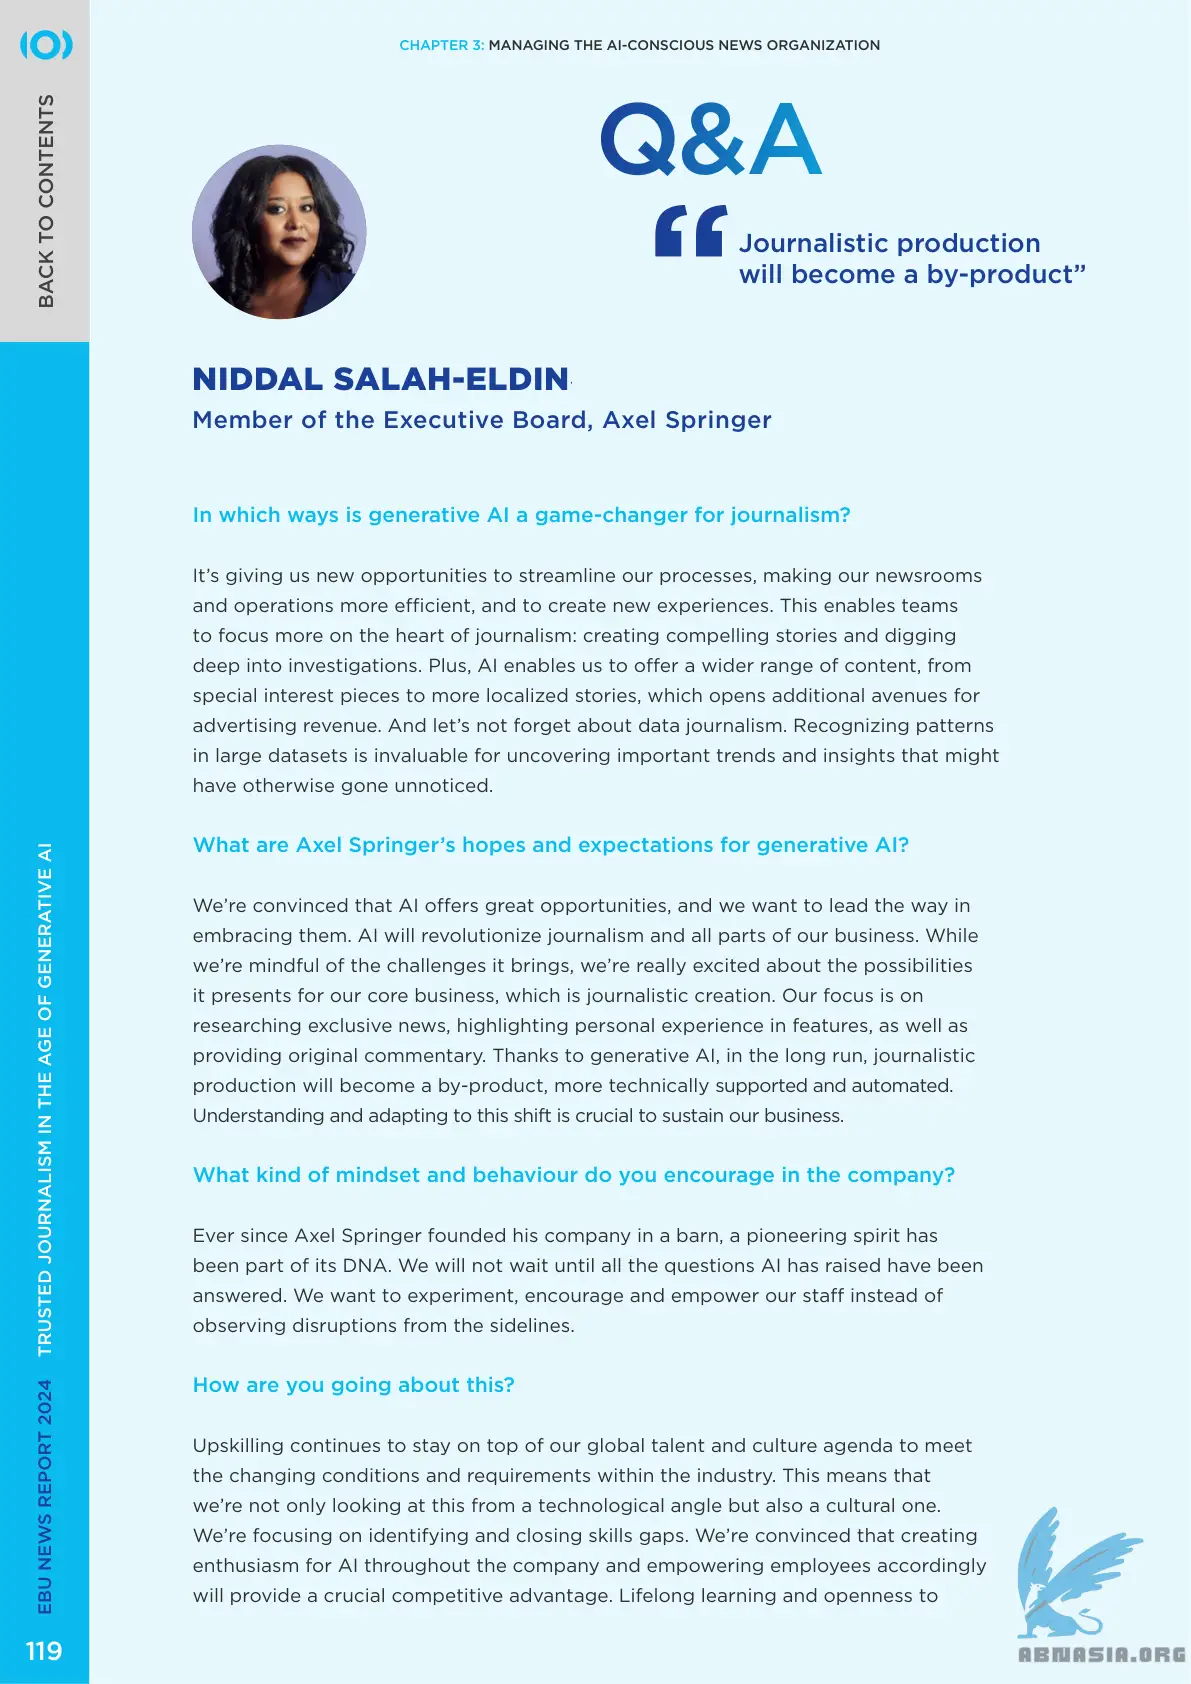 CHAPTER 3: MANAGING THE AI-CONSCIOUS NEWS ORGANIZATION
BACK TO CONTENTS
Q&A
“Journalistic production
will become a by-product”
NIDDAL SALAH-ELDIN
Member of the Executive Board, Axel Springer
In which ways is generative AI a game-changer for journalism?
It’s giving us new opportunities to streamline our processes, making our newsrooms
and operations more efficient, and to create new experiences. This enables teams
to focus more on the heart of journalism: creating compelling stories and digging
deep into investigations. Plus, AI enables us to offer a wider range of content, from
special interest pieces to more localized stories, which opens additional avenues for
advertising revenue. And let’s not forget about data journalism. Recognizing patterns
in large datasets is invaluable for uncovering important trends and insights that might
have otherwise gone unnoticed.
What are Axel Springer’s hopes and expectations for generative AI?
We’re convinced that AI offers great opportunities, and we want to lead the way in
embracing them. AI will revolutionize journalism and all parts of our business. While
we’re mindful of the challenges it brings, we’re really excited about the possibilities
it presents for our core business, which is journalistic creation. Our focus is on
researching exclusive news, highlighting personal experience in features, as well as
providing original commentary. Thanks to generative AI, in the long run, journalistic
production will become a by-product, more technically supported and automated.
Understanding and adapting to this shift is crucial to sustain our business.
What kind of mindset and behaviour do you encourage in the company?
Ever since Axel Springer founded his company in a barn, a pioneering spirit has
been part of its DNA. We will not wait until all the questions AI has raised have been
answered. We want to experiment, encourage and empower our staff instead of
observing disruptions from the sidelines.
How are you going about this?
Upskilling continues to stay on top of our global talent and culture agenda to meet
the changing conditions and requirements within the industry. This means that
we’re not only looking at this from a technological angle but also a cultural one.
We’re focusing on identifying and closing skills gaps. We’re convinced that creating
enthusiasm for AI throughout the company and empowering employees accordingly
will provide a crucial competitive advantage. Lifelong learning and openness to
EBU NEWS REPORT 2024 TRUSTED JOURNALISM IN THE AGE OF GENERATIVE AI
119
ABNASIA.ORG